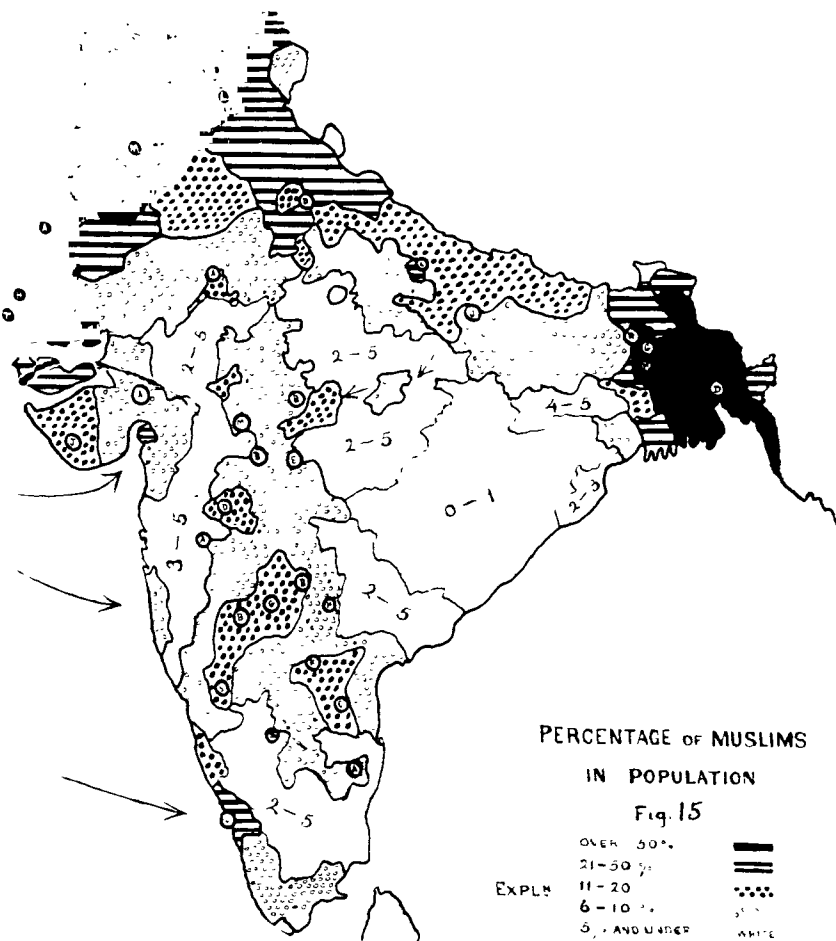 2-5
2-5
2-5
4-5
0-1
2-3
3-5
2-5
2-5
PERCENTAGE OF MUSLIMS
IN POPULATION
Fig. 15
EXPLN
OVER 50%
21-50%
11-20
6-10%
5% AND UNDER WHITE